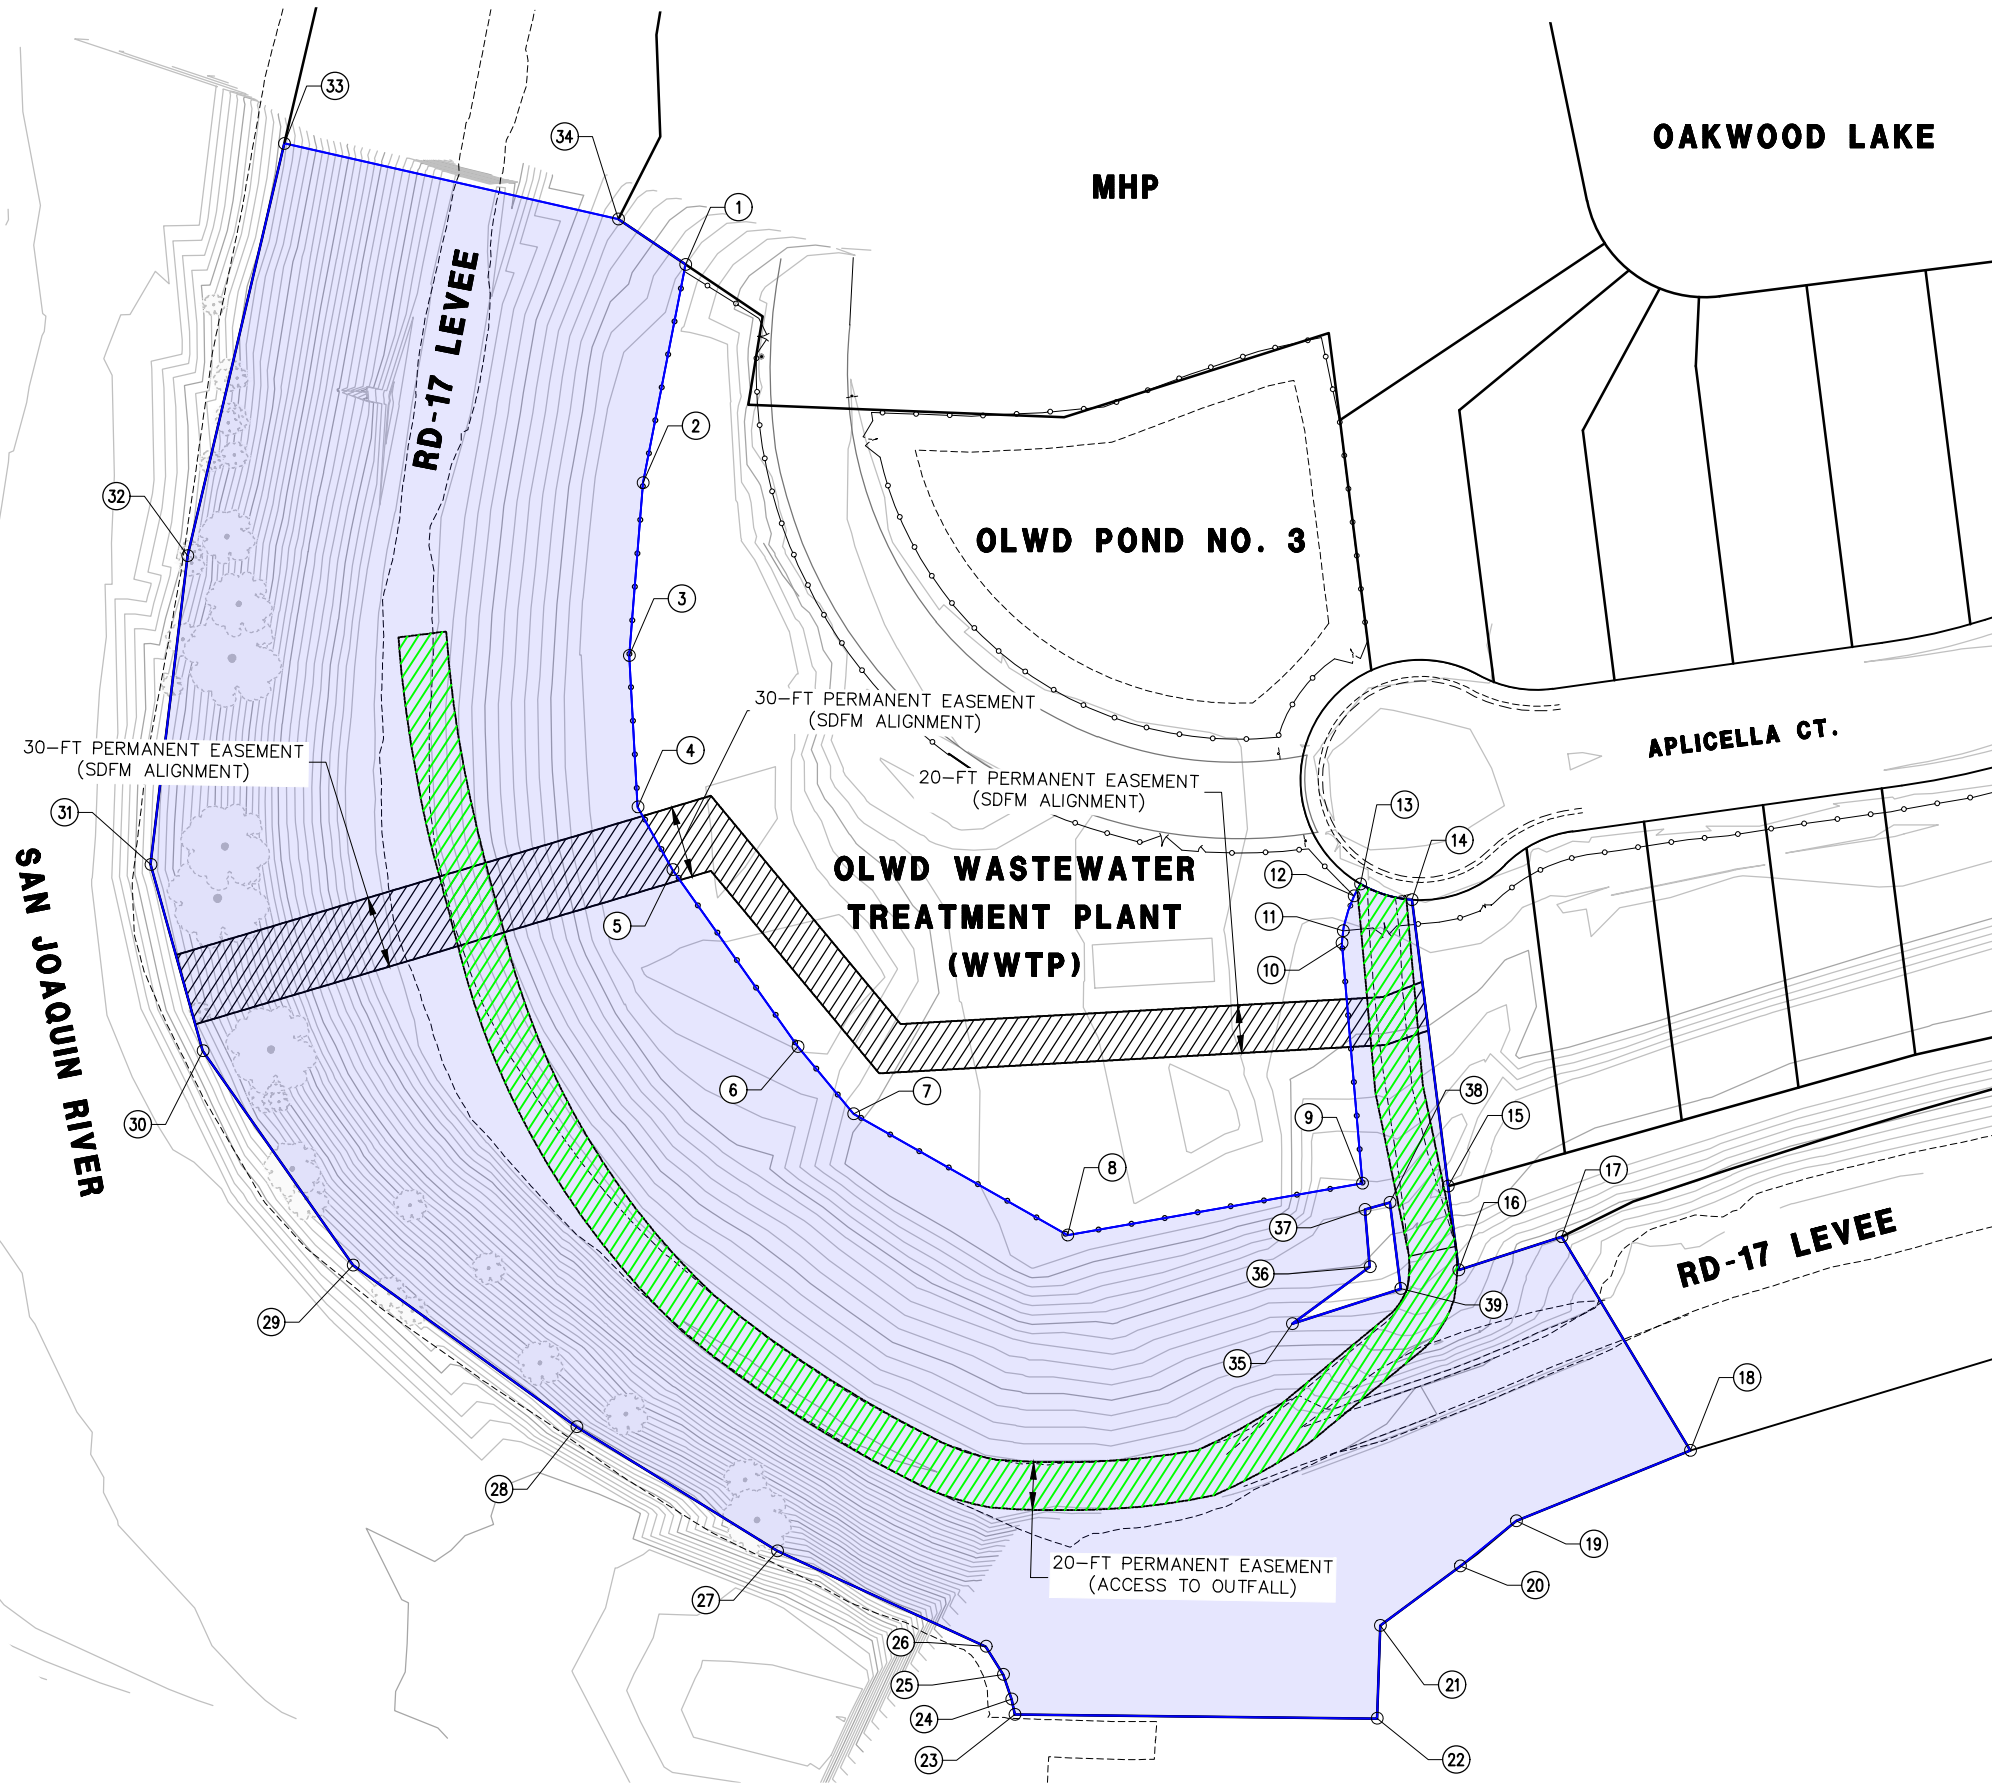 33
34
OAKWOOD LAKE
MHP
1
RD-17 LEVEE
2
32
OLWD POND NO. 3
3
30-FT PERMANENT EASEMENT
(SDFM ALIGNMENT)
30-FT PERMANENT EASEMENT
(SDFM ALIGNMENT)
4
APLICELLA CT.
20-FT PERMANENT EASEMENT
(SDFM ALIGNMENT)
31
13
14
SAN JOAQUIN RIVER
OLWD WASTEWATER
TREATMENT PLANT
(WWTP)
12
11
5
10
6
7
38
30
9
15
8
17
16
37
RD-17 LEVEE
36
39
29
35
18
28
19
20-FT PERMANENT EASEMENT
(ACCESS TO OUTFALL)
20
27
26
25
21
24
23
22